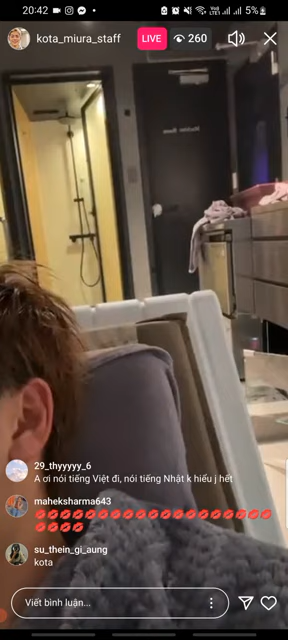 20:42
5%
kota_miura_staff LIVE 260
29_thyyyyy_6
A ơi nói tiếng Việt đi, nói tiếng Nhật k hiểu j hết
maheksharma643
💋💋💋💋💋💋💋💋💋💋💋💋💋💋💋💋💋💋💋💋
💋💋💋💋
su_thein_gi_aung
kota
Viết bình luận...